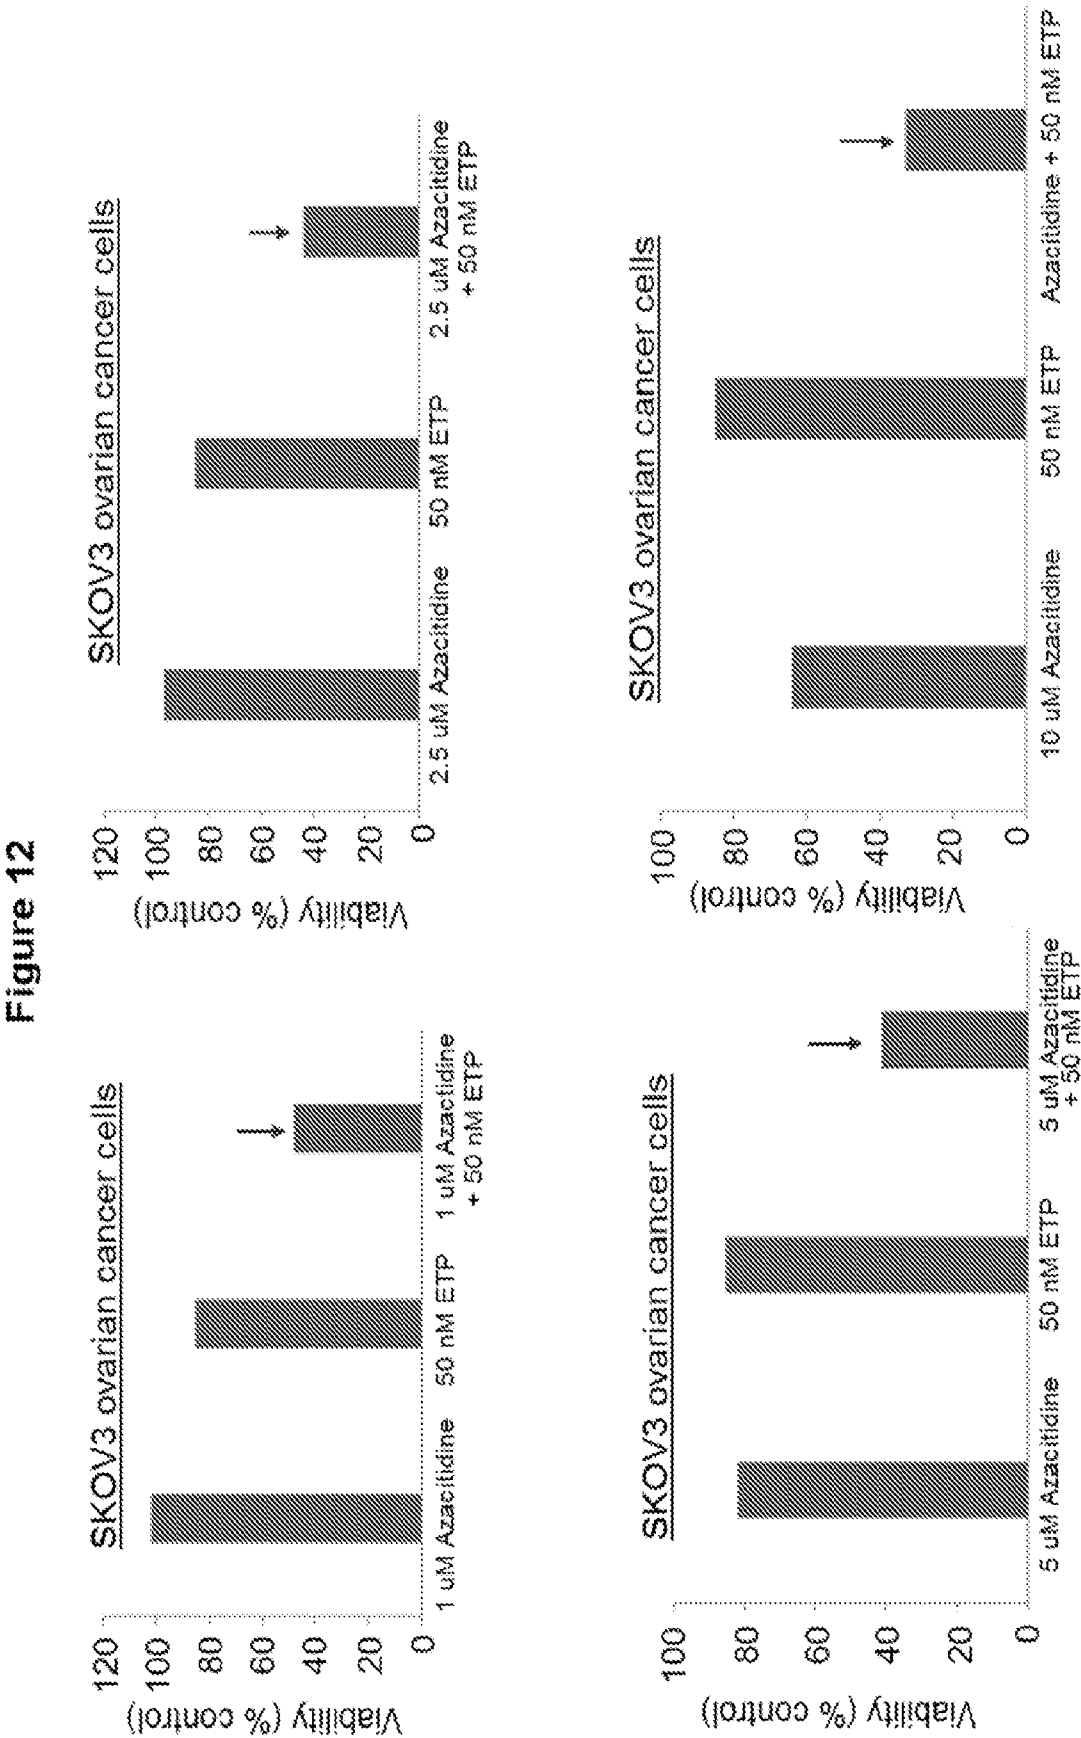 Figure 12
SKOV3 ovarian cancer cells
Viability (% control)
120
100
80
60
40
20
0
1 uM Azacitidine
50 nM ETP
1 uM Azactidine
+ 50 nM ETP
SKOV3 ovarian cancer cells
Viability (% control)
120
100
80
60
40
20
0
2.5 uM Azacitidine
50 nM ETP
2.5 uM Azacitidine
+ 50 nM ETP
SKOV3 ovarian cancer cells
Viability (% control)
100
80
60
40
20
0
5 uM Azacitidine
50 nM ETP
5 uM Azacitidine
+ 50 nM ETP
SKOV3 ovarian cancer cells
Viability (% control)
100
80
60
40
20
0
10 uM Azacitidine
50 nM ETP
Azacitidine + 50 nM ETP